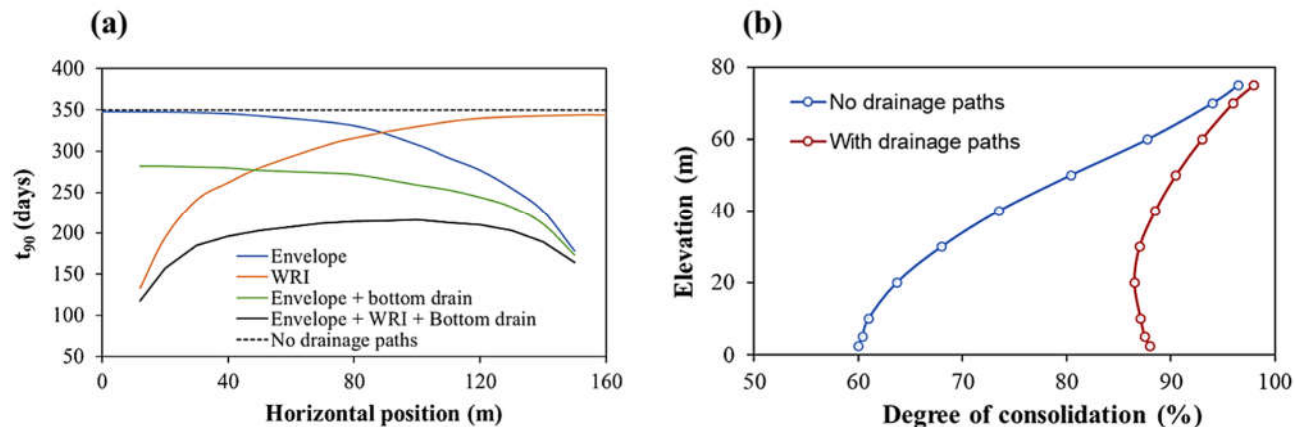 (a)
400
350
300
250
200
150
100
50
t90 (days)
0 40 80 120 160
Horizontal position (m)
Envelope
WRI
Envelope + bottom drain
Envelope + WRI + Bottom drain
No drainage paths
(b)
80
60
40
20
0
Elevation (m)
50 60 70 80 90 100
Degree of consolidation (%)
No drainage paths
With drainage paths